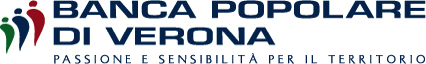 BANCA POPOLARE
DI VERONA
PASSIONE E SENSIBILITÀ PER IL TERRITORIO